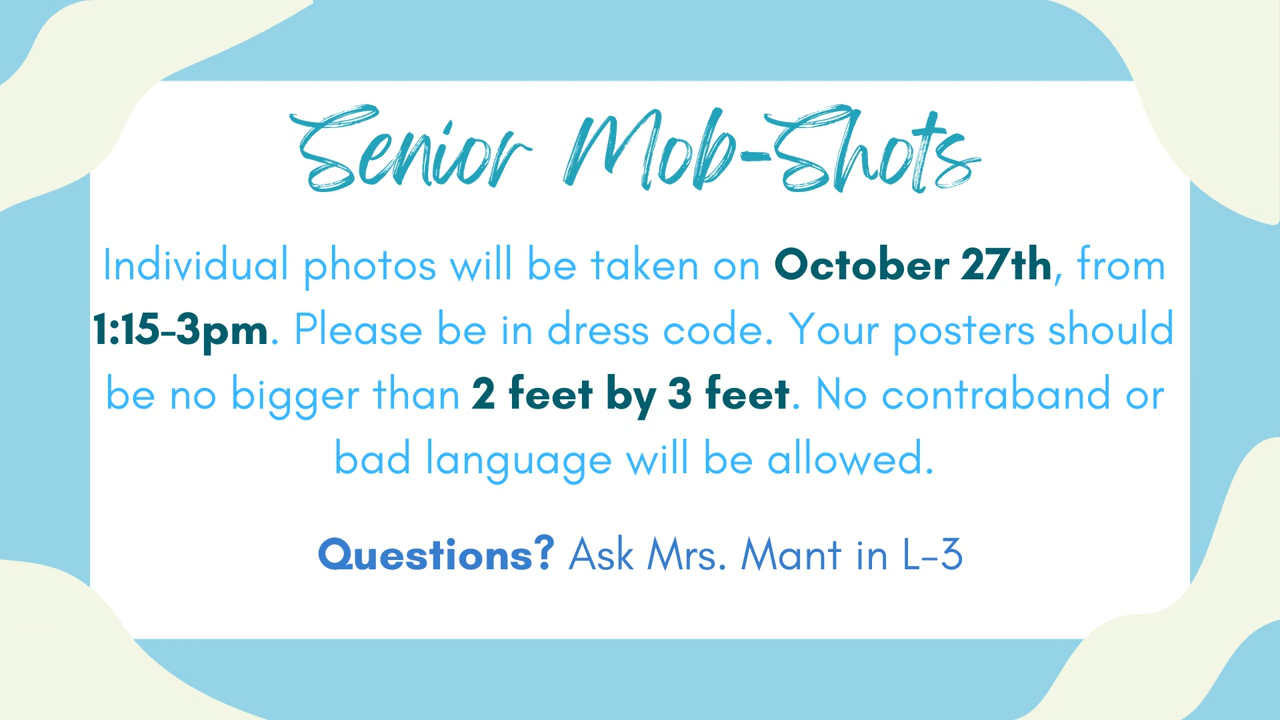 Senior Mob-Shots
Individual photos will be taken on October 27th, from
1:15-3pm. Please be in dress code. Your posters should
be no bigger than 2 feet by 3 feet. No contraband or
bad language will be allowed.
Questions? Ask Mrs. Mant in L-3